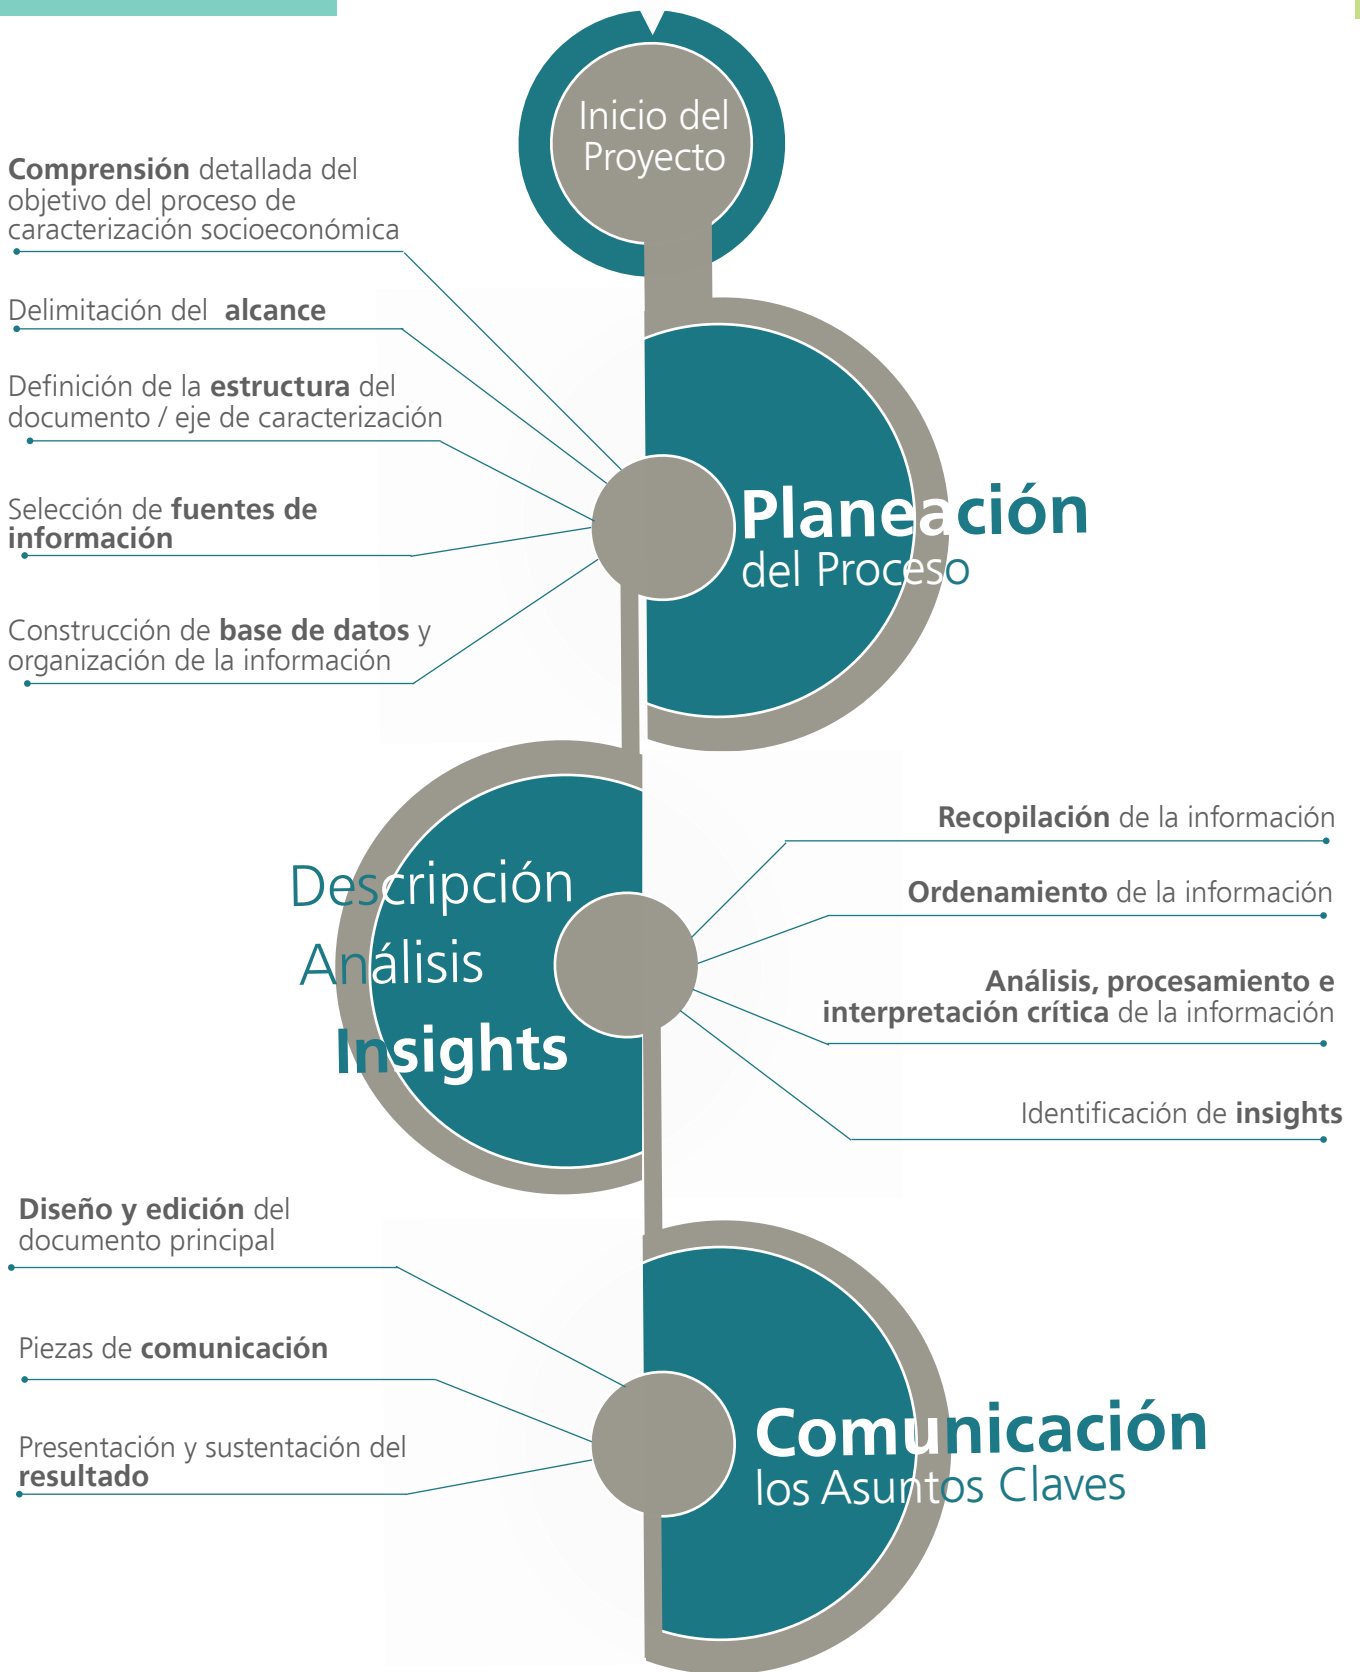 Inicio del
Proyecto
Comprensión detallada del
objetivo del proceso de
caracterización socioeconómica
Delimitación del alcance
Definición de la estructura del
documento / eje de caracterización
Selección de fuentes de
información
Construcción de base de datos y
organización de la información
Planeación
del Proceso
Descripción
Análisis
Insights
Recopilación de la información
Ordenamiento de la información
Análisis, procesamiento e
interpretación crítica de la información
Identificación de insights
Diseño y edición del
documento principal
Piezas de comunicación
Presentación y sustentación del
resultado
Comunicación
los Asuntos Claves